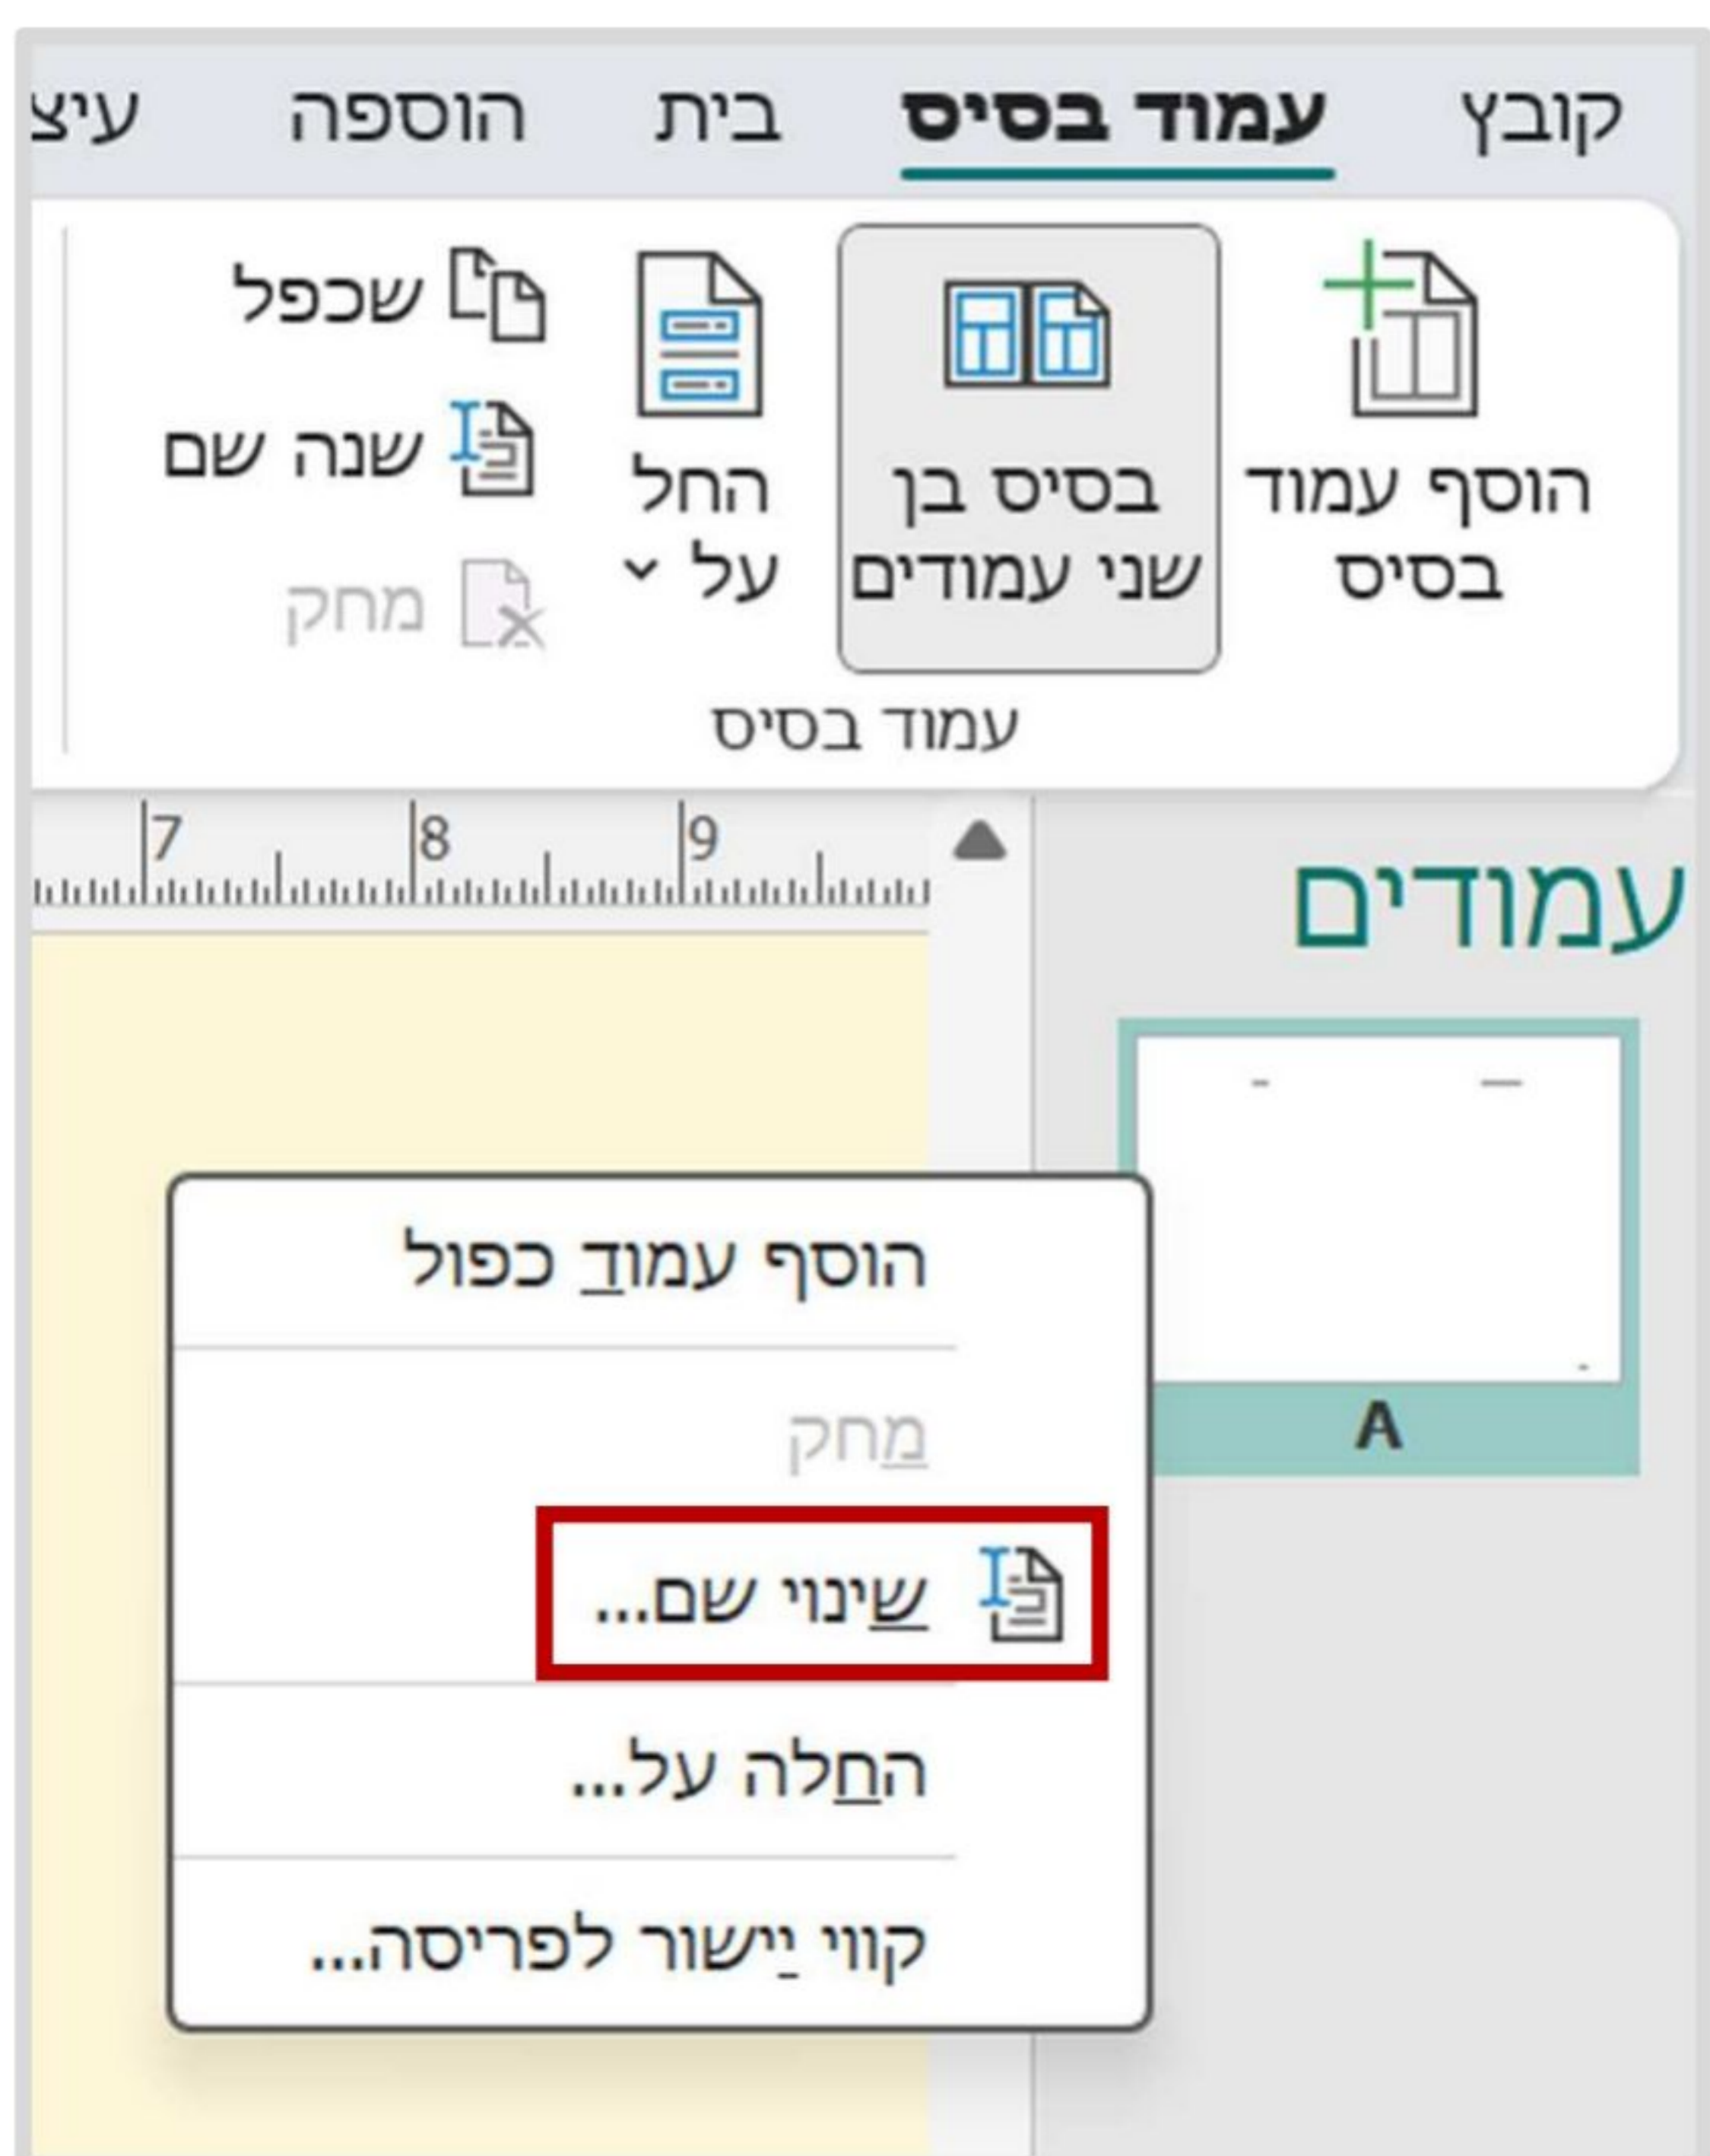 קובץ
עמוד בסיס
בית
הוספה
עיצ
הוסף עמוד
בסיס
בסיס בן
שני עמודים
החל
על
שכפל
שנה שם
מחק
עמוד בסיס
9
8
7
עמודים
A
הוסף עמוד כפול
מחק
שינוי שם...
החלה על...
קווי יישור לפריסה...